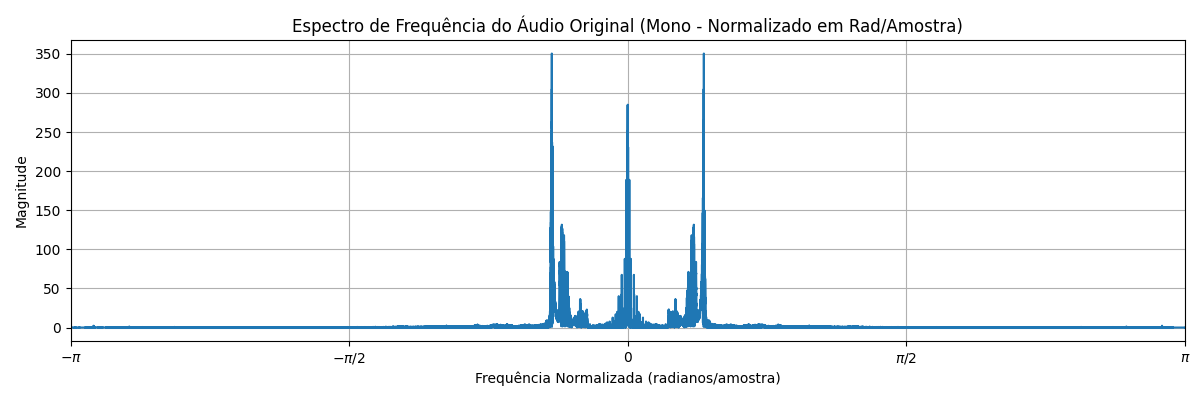 Espectro de Frequência do Áudio Original (Mono - Normalizado em Rad/Amostra)
Magnitude
350
300
250
200
150
100
50
0
−π
−π/2
0
π/2
π
Frequência Normalizada (radianos/amostra)